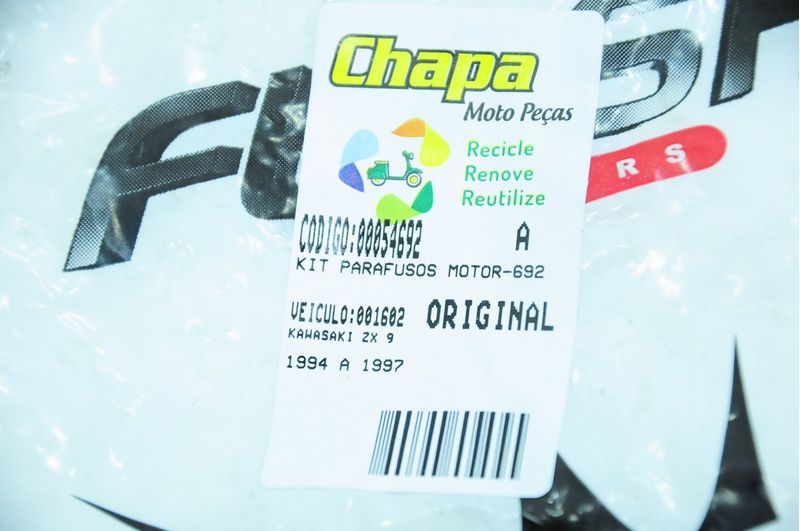 Chapa
Moto Peças
Recicle
Renove
Reutilize
CODIGO:00054692 A
KIT PARAFUSOS MOTOR-692
VEICULO:001602 ORIGINAL
KAWASAKI ZX 9
1994 A 1997